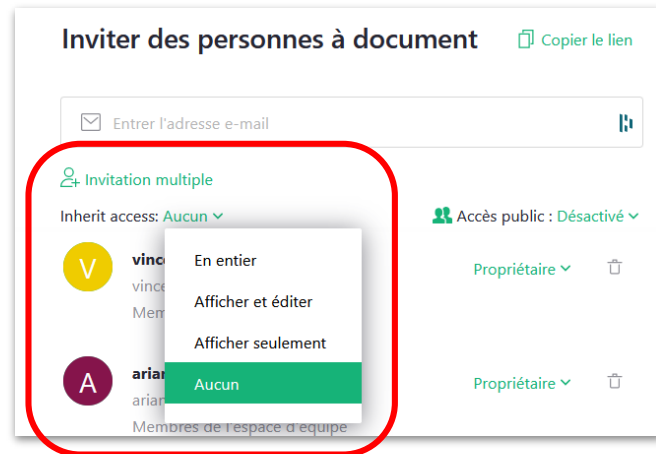 Inviter des personnes à document
Copier le lien
Entrer l'adresse e-mail
Invitation multiple
Inherit access: Aucun
Accès public : Désactivé
V
En entier
Propriétaire
Afficher et éditer
Afficher seulement
A
Aucun
Propriétaire
Membres de l'espace d'équipe